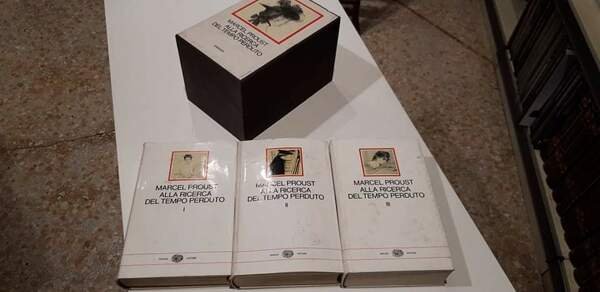 MARCEL PROUST
ALLA RICERCA
DEL TEMPO PERDUTO
MARCEL PROUST
ALLA RICERCA
DEL TEMPO PERDUTO
I
MARCEL PROUST
ALLA RICERCA
DEL TEMPO PERDUTO
II
MARCEL PROUST
ALLA RICERCA
DEL TEMPO PERDUTO
III